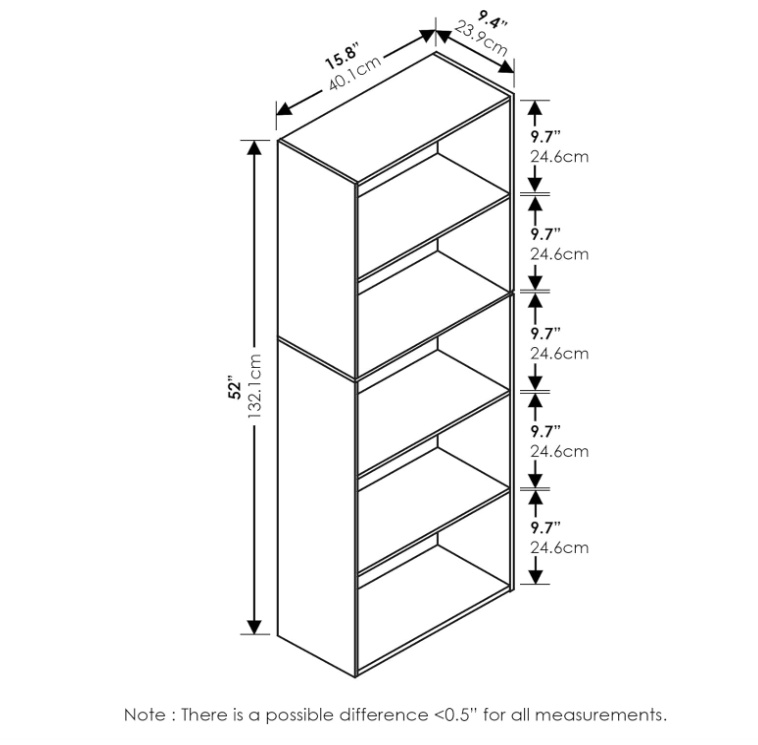 15.8”
40.1cm
9.4”
23.9cm
9.7”
24.6cm
9.7”
24.6cm
9.7”
24.6cm
9.7”
24.6cm
9.7”
24.6cm
52”
132.1cm
Note : There is a possible difference <0.5” for all measurements.